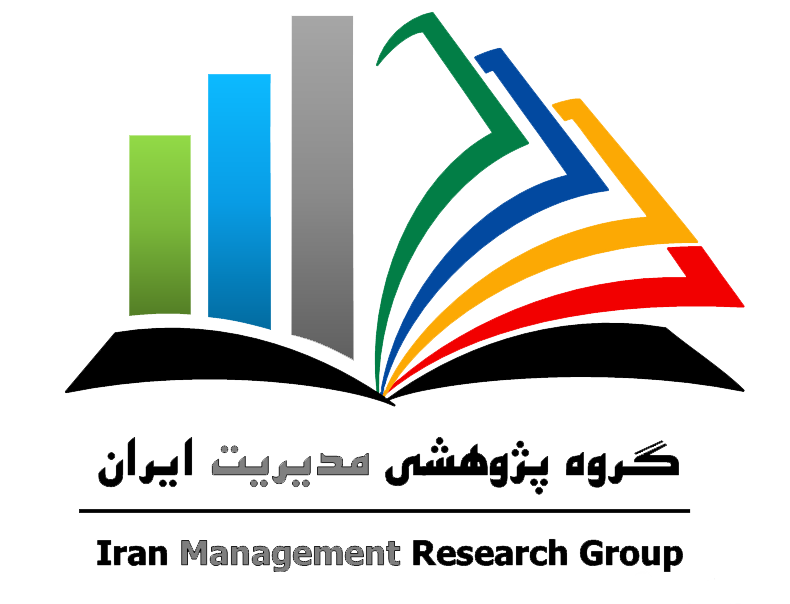 گروه پژوهشی مدیریت ایران
Iran Management Research Group